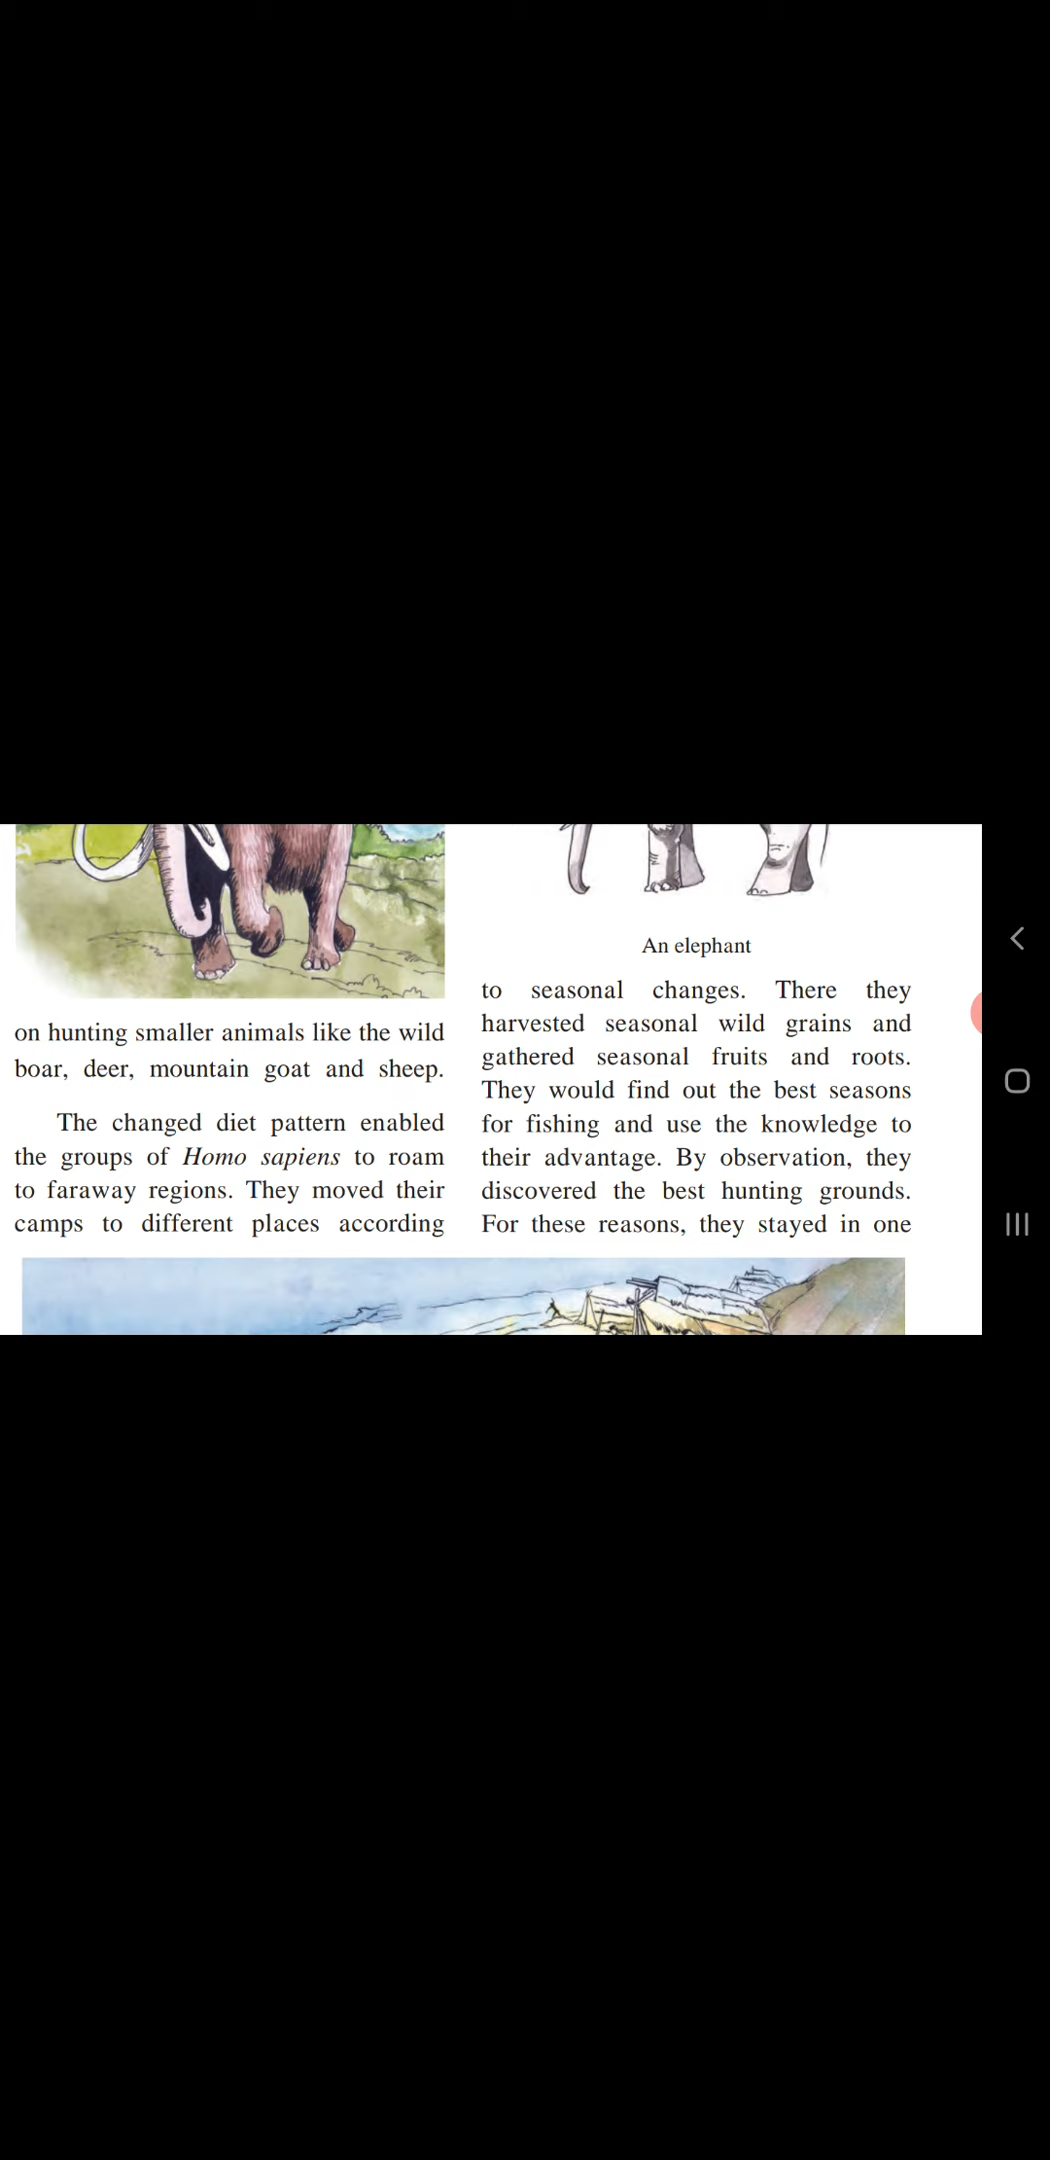 on hunting smaller animals like the wild
boar, deer, mountain goat and sheep.
The changed diet pattern enabled
the groups of Homo sapiens to roam
to faraway regions. They moved their
camps to different places according
An elephant
to seasonal changes. There they
harvested seasonal wild grains and
gathered seasonal fruits and roots.
They would find out the best seasons
for fishing and use the knowledge to
their advantage. By observation, they
discovered the best hunting grounds.
For these reasons, they stayed in one